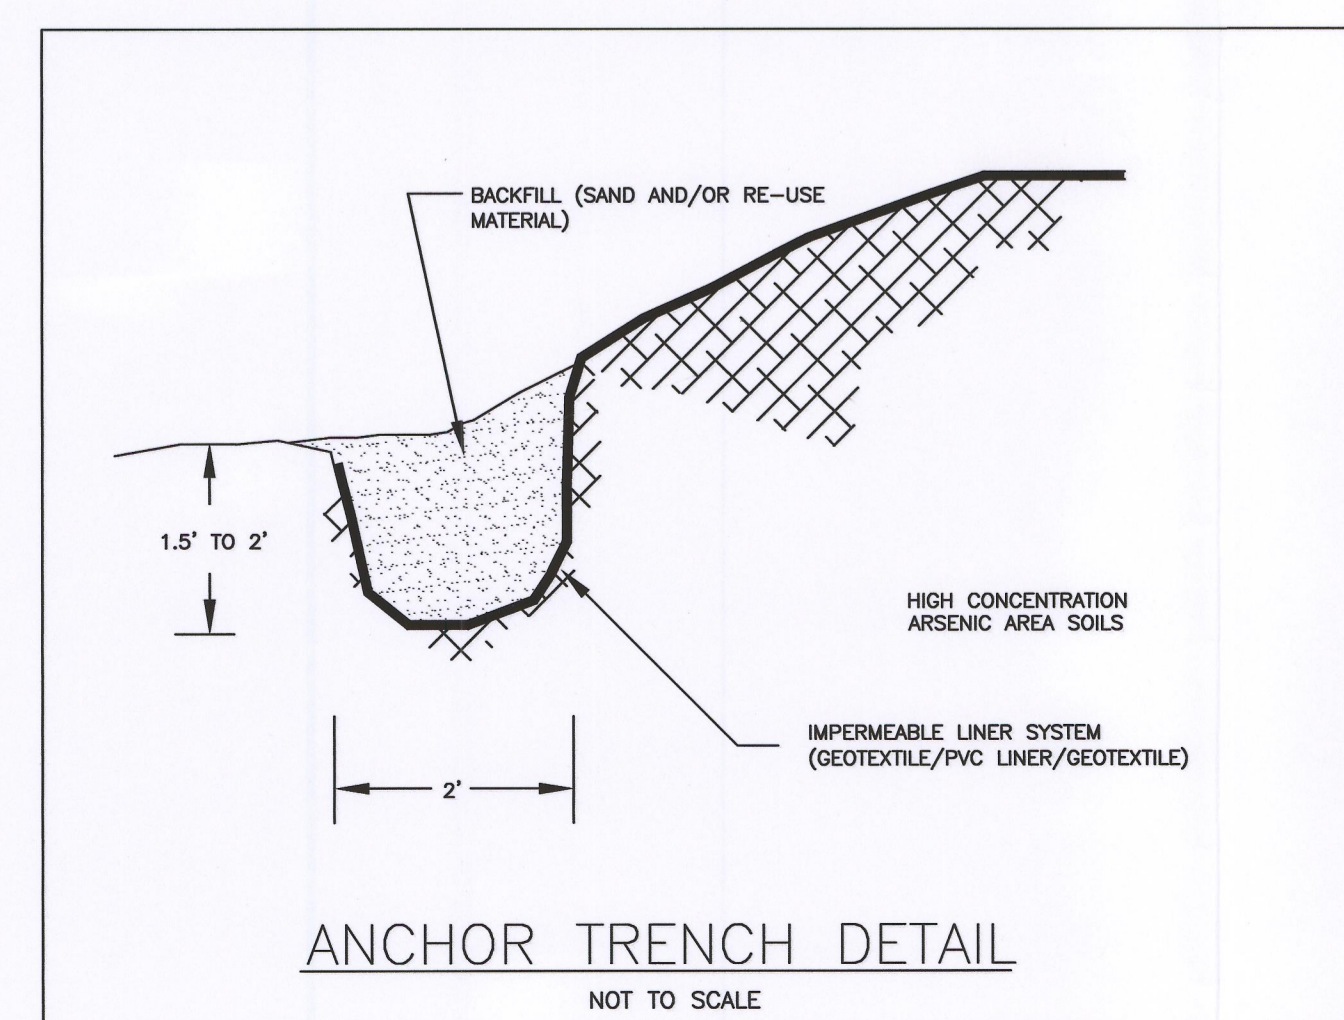 BACKFILL (SAND AND/OR RE-USE
MATERIAL)
1.5' TO 2'
HIGH CONCENTRATION
ARSENIC AREA SOILS
IMPERMEABLE LINER SYSTEM
(GEOTEXTILE/PVC LINER/GEOTEXTILE)
2'
ANCHOR TRENCH DETAIL
NOT TO SCALE